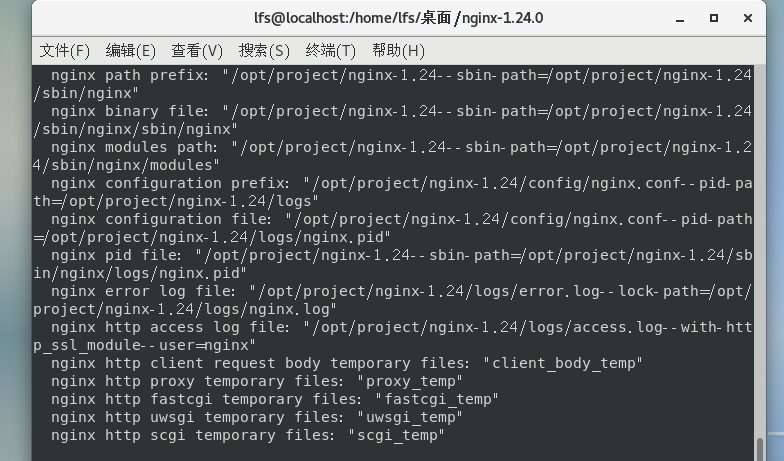 lfs@localhost:/home/lfs/桌面/nginx-1.24.0
文件(F) 编辑(E) 查看(V) 搜索(S) 终端(T) 帮助(H)
nginx path prefix: "/opt/project/nginx-1.24--sbin-path=/opt/project/nginx-1.24
/sbin/nginx"
nginx binary file: "/opt/project/nginx-1.24--sbin-path=/opt/project/nginx-1.24
/sbin/nginx/sbin/nginx"
nginx modules path: "/opt/project/nginx-1.24--sbin-path=/opt/project/nginx-1.2
4/sbin/nginx/modules"
nginx configuration prefix: "/opt/project/nginx-1.24/config/nginx.conf--pid-pa
th=/opt/project/nginx-1.24/logs"
nginx configuration file: "/opt/project/nginx-1.24/config/nginx.conf--pid-path
=/opt/project/nginx-1.24/logs/nginx.pid"
nginx pid file: "/opt/project/nginx-1.24--sbin-path=/opt/project/nginx-1.24/sb
in/nginx/logs/nginx.pid"
nginx error log file: "/opt/project/nginx-1.24/logs/error.log--lock-path=/opt/
project/nginx-1.24/logs/nginx.log"
nginx http access log file: "/opt/project/nginx-1.24/logs/access.log--with-htt
p_ssl_module--user=nginx"
nginx http client request body temporary files: "client_body_temp"
nginx http proxy temporary files: "proxy_temp"
nginx http fastcgi temporary files: "fastcgi_temp"
nginx http uwsgi temporary files: "uwsgi_temp"
nginx http scgi temporary files: "scgi_temp"